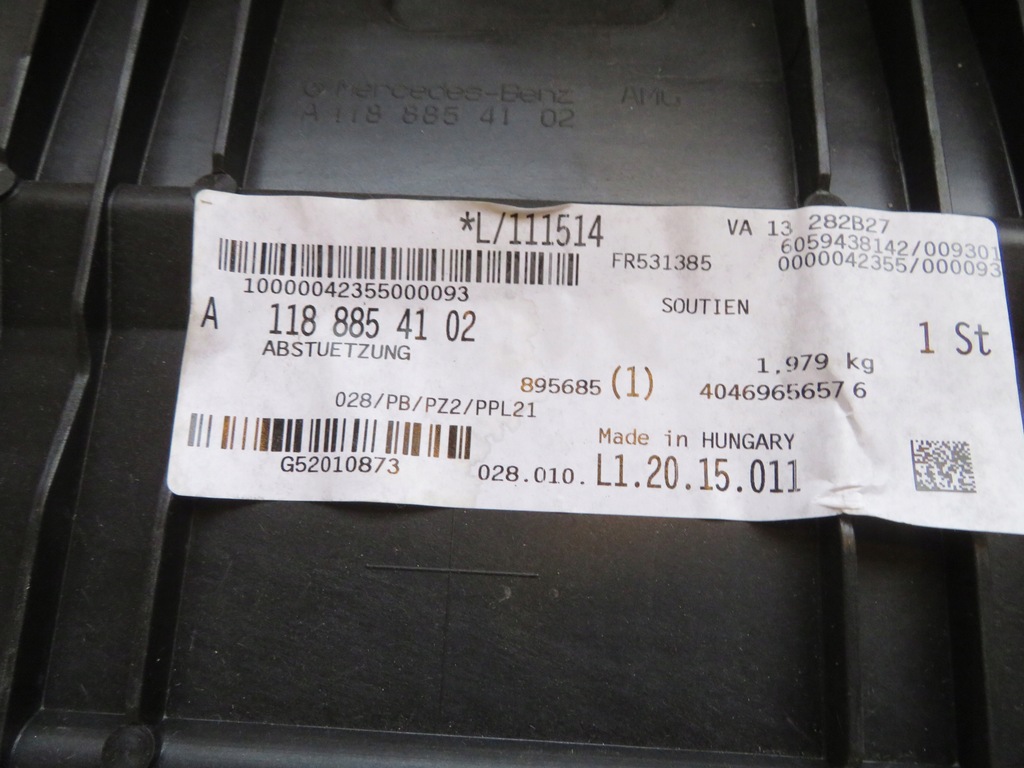 Mercedes-Benz AMG
A 118 885 41 02
*L/111514
VA 13 282B27
6059438142/009301
FR531385
0000042355/000093
10000042355000093
SOUTIEN
A 118 885 41 02
1 St
ABSTUETZUNG
1.979 kg
895685 (1)
4046965657 6
028/PB/PZ2/PPL21
Made in HUNGARY
G52010873
028.010. L1.20.15.011